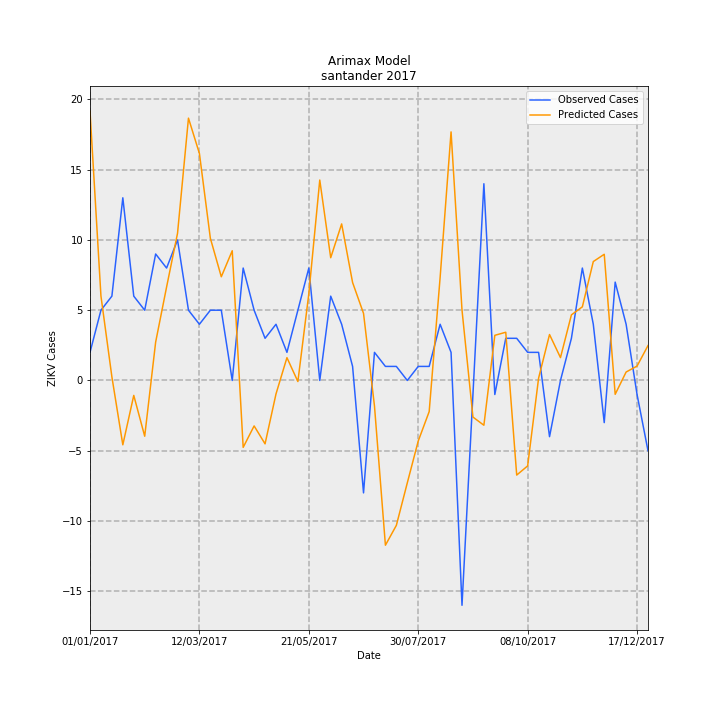 Arimax Model
santander 2017
Observed Cases
Predicted Cases
ZIKV Cases
20
15
10
5
0
−5
−10
−15
01/01/2017 12/03/2017 21/05/2017 30/07/2017 08/10/2017 17/12/2017
Date